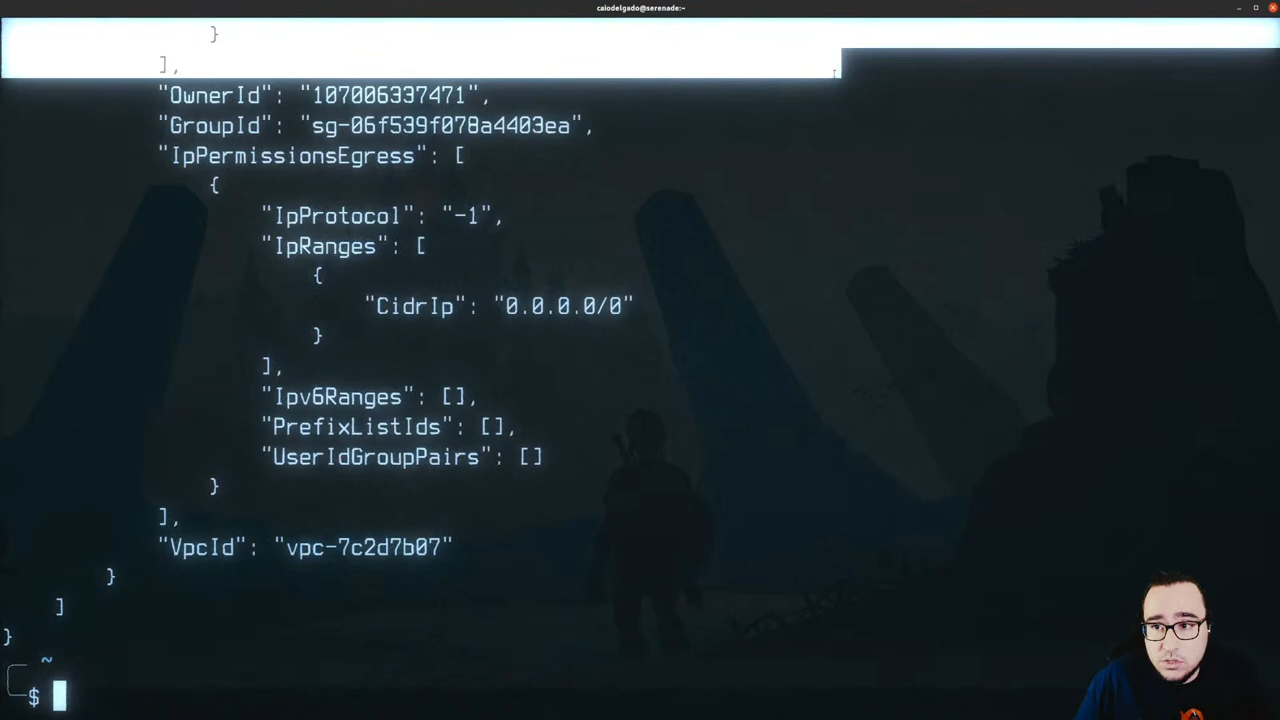 caiodelgado@serenade:~
}
],
"OwnerId": "107006337471",
"GroupId": "sg-06f539f078a4403ea",
"IpPermissionsEgress": [
{
"IpProtocol": "-1",
"IpRanges": [
{
"CidrIp": "0.0.0.0/0"
}
],
"Ipv6Ranges": [],
"PrefixListIds": [],
"UserIdGroupPairs": []
}
],
"VpcId": "vpc-7c2d7b07"
}
]
}
~
$